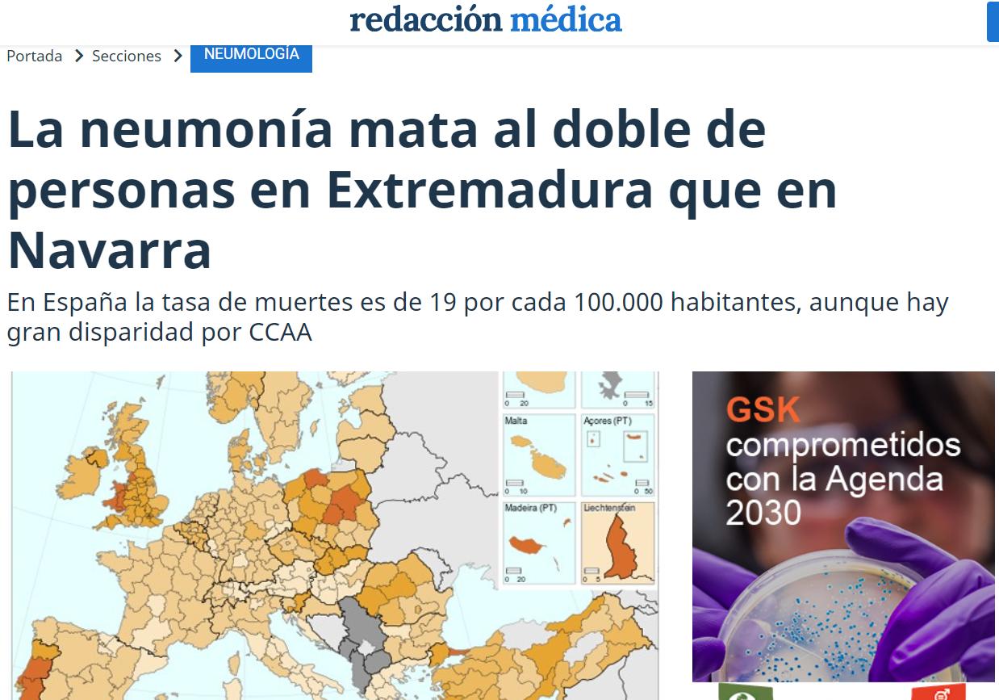 redacción médica
Portada > Secciones > NEUMOLOGÍA
La neumonía mata al doble de
personas en Extremadura que en
Navarra
En España la tasa de muertes es de 19 por cada 100.000 habitantes, aunque hay
gran disparidad por CCAA
0 20
0 15
Malta
0 10
Açores (PT)
0 50
Madeira (PT)
0 20
Liechtenstein
0 5
GSK
comprometidos
con la Agenda
2030